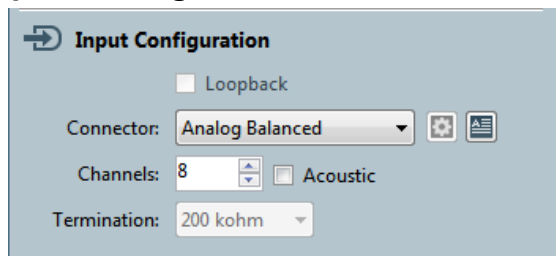 Input Configuration
Loopback
Connector: Analog Balanced
Channels: 8 Acoustic
Termination: 200 kohm